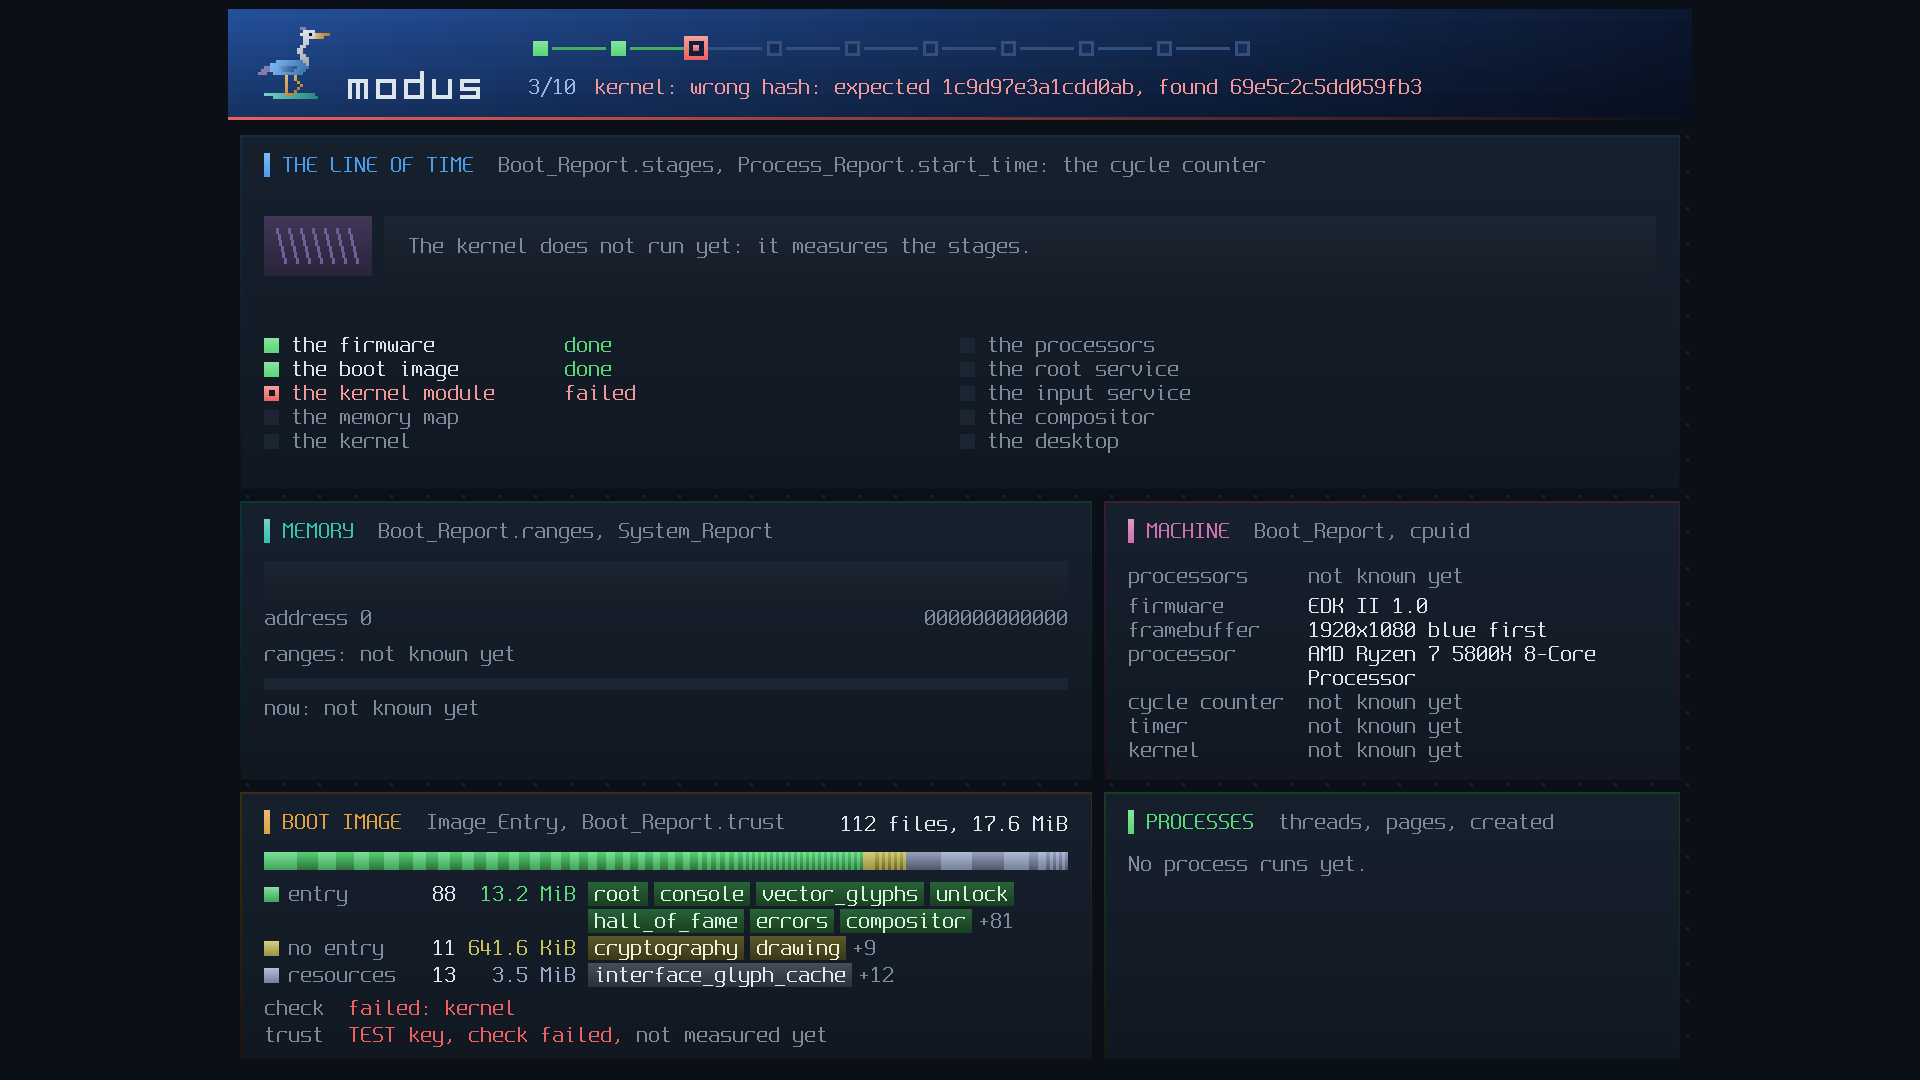 modus
3/10 kernel: wrong hash: expected 1c9d97e3a1cdd0ab, found 69e5c2c5dd059fb3
THE LINE OF TIME Boot_Report.stages, Process_Report.start_time: the cycle counter
The kernel does not run yet: it measures the stages.
the firmware done
the boot image done
the kernel module failed
the memory map
the kernel
the processors
the root service
the input service
the compositor
the desktop
MEMORY Boot_Report.ranges, System_Report
address 0 000000000000
ranges: not known yet
now: not known yet
MACHINE Boot_Report, cpuid
processors not known yet
firmware EDK II 1.0
framebuffer 1920x1080 blue first
processor AMD Ryzen 7 5800X 8-Core
Processor
cycle counter not known yet
timer not known yet
kernel not known yet
BOOT IMAGE Image_Entry, Boot_Report.trust 112 files, 17.6 MiB
entry 88 13.2 MiB root console vector_glyphs unlock
hall_of_fame errors compositor +81
no entry 11 641.6 KiB cryptography drawing +9
resources 13 3.5 MiB interface_glyph_cache +12
check failed: kernel
trust TEST key, check failed, not measured yet
PROCESSES threads, pages, created
No process runs yet.